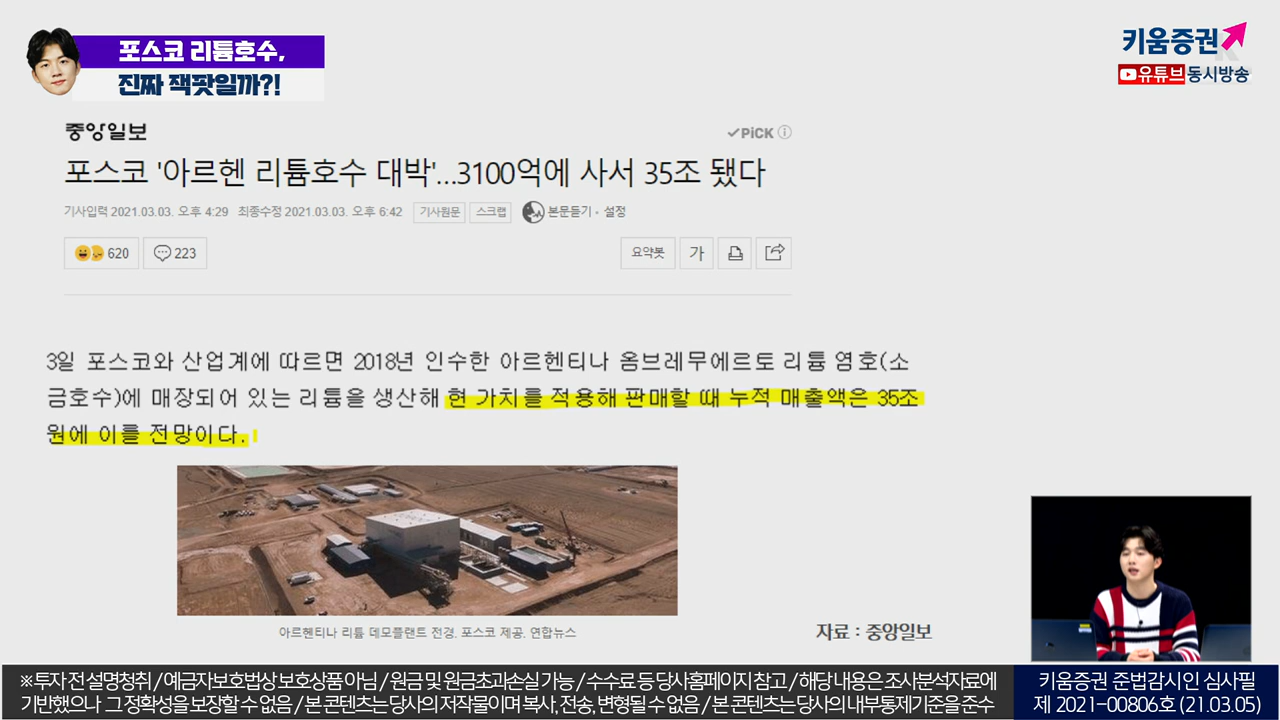 포스코 리튬호수,
진짜 잭팟일까?!
키움증권
유튜브 동시방송
중앙일보
PiCK
포스코 '아르헨 리튬호수 대박'...3100억에 사서 35조 됐다
기사입력 2021.03.03. 오후 4:29 최종수정 2021.03.03. 오후 6:42 기사원문 스크랩 본문듣기 · 설정
620 223 요약봇 가
3일 포스코와 산업계에 따르면 2018년 인수한 아르헨티나 옴브레무에르토 리튬 염호(소
금호수)에 매장되어 있는 리튬을 생산해 현 가치를 적용해 판매할 때 누적 매출액은 35조
원에 이를 전망이다.
아르헨티나 리튬 데모플랜트 전경. 포스코 제공. 연합뉴스
자료 : 중앙일보
※ 투자 전 설명청취 / 예금자보호법상 보호상품 아님 / 원금 및 원금초과손실 가능 / 수수료 등 당사홈페이지 참고 / 해당 내용은 조사분석자료에
기반했으나 그 정확성을 보장할 수 없음 / 본 콘텐츠는 당사의 저작물이며 복사, 전송, 변형될 수 없음 / 본 콘텐츠는 당사의 내부통제기준을 준수
키움증권 준법감시인 심사필
제 2021-00806호 (21.03.05)